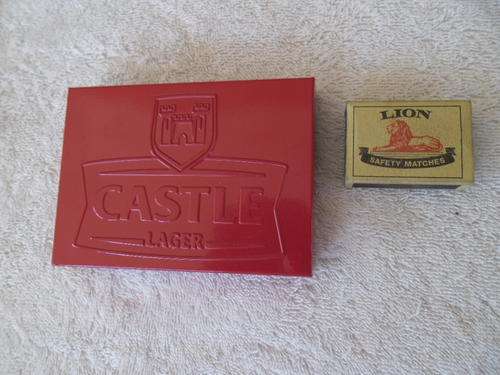 CASTLE
LAGER
LION
SAFETY MATCHES